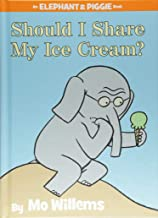 An ELEPHANT & PIGGIE Book
Should I Share
My Ice Cream?
By Mo Willems